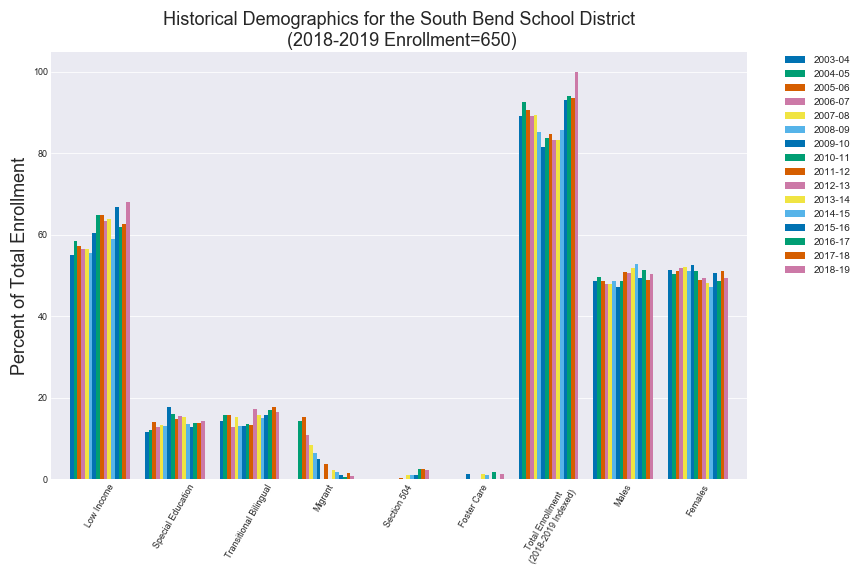 Historical Demographics for the South Bend School District
(2018-2019 Enrollment=650)
Percent of Total Enrollment
100
80
60
40
20
0
Low Income
Special Education
Transitional Bilingual
Migrant
Section 504
Foster Care
Total Enrollment
(2018-2019 Indexed)
Males
Females
2003-04
2004-05
2005-06
2006-07
2007-08
2008-09
2009-10
2010-11
2011-12
2012-13
2013-14
2014-15
2015-16
2016-17
2017-18
2018-19